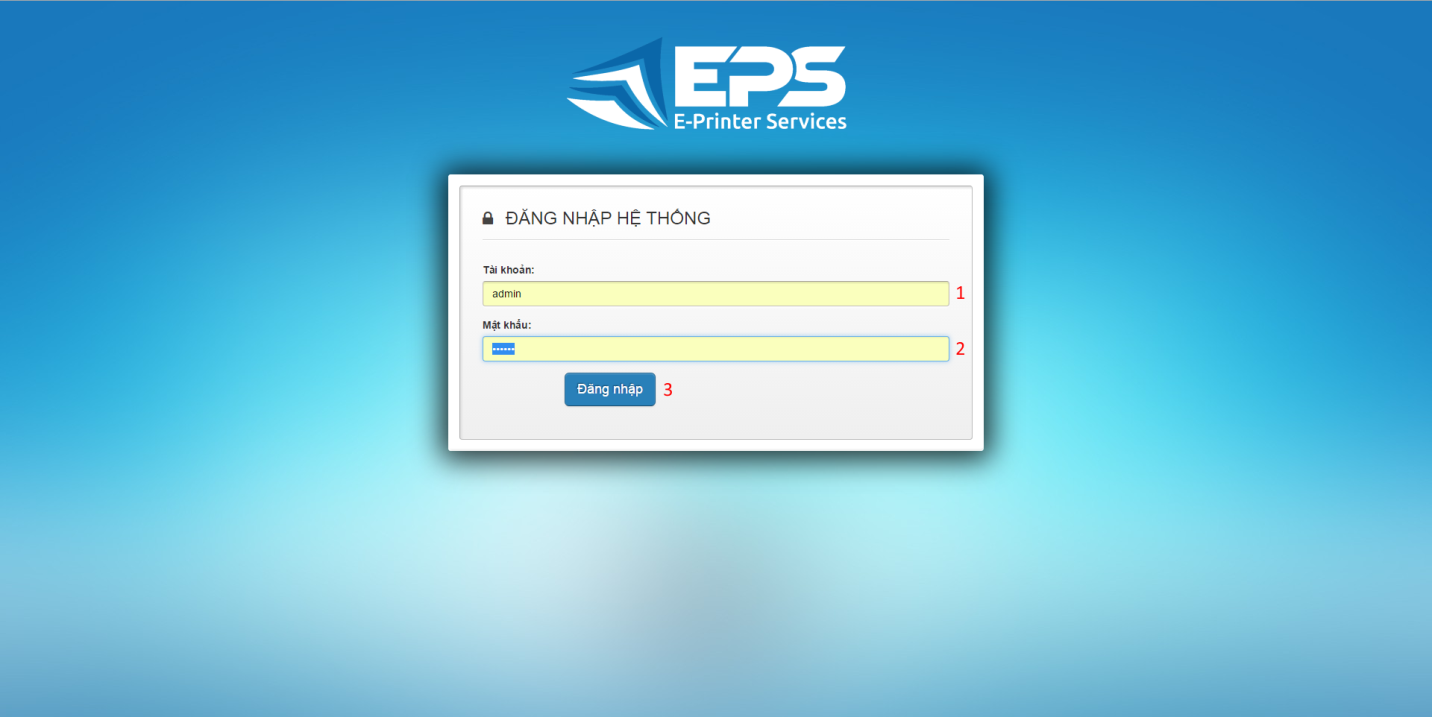 EPS
E-Printer Services
ĐĂNG NHẬP HỆ THỐNG
Tài khoản:
admin 1
Mật khẩu:
•••••• 2
Đăng nhập 3